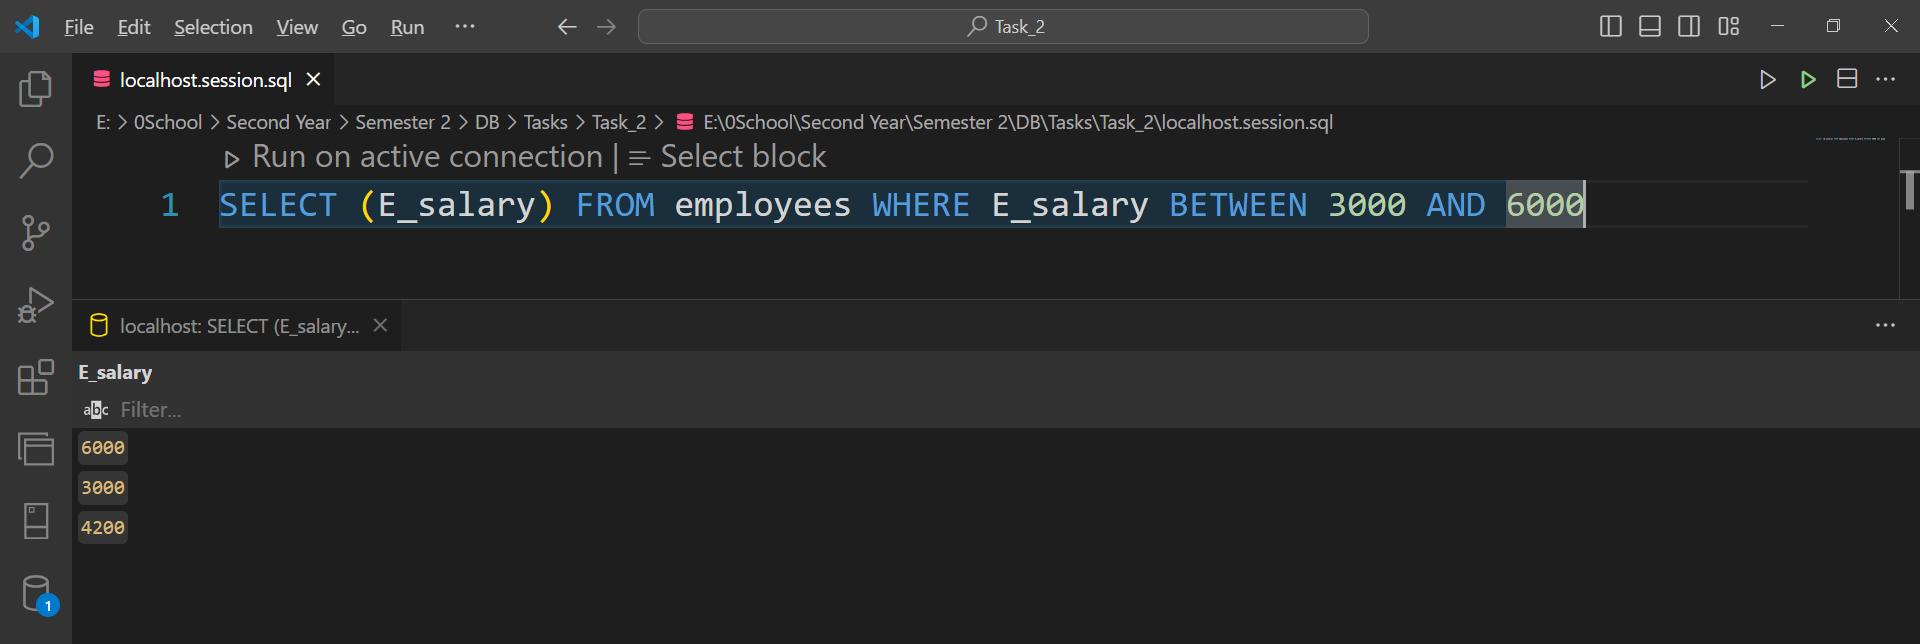 File Edit Selection View Go Run ··· Task_2
localhost.session.sql
E: > 0School > Second Year > Semester 2 > DB > Tasks > Task_2 > E:\0School\Second Year\Semester 2\DB\Tasks\Task_2\localhost.session.sql
Run on active connection | Select block
1 SELECT (E_salary) FROM employees WHERE E_salary BETWEEN 3000 AND 6000
localhost: SELECT (E_salary...
E_salary
abc Filter...
6000
3000
4200
1